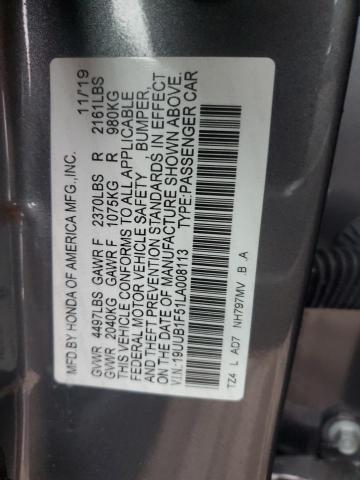 MFD. BY HONDA OF AMERICA MFG.,INC. 11/19
GVWR 4497LBS GAWR F 2370LBS R 2161LBS
GVWR 2040KG GAWR F 1075KG R 980KG
THIS VEHICLE CONFORMS TO ALL APPLICABLE
FEDERAL MOTOR VEHICLE SAFETY , BUMPER,
AND THEFT PREVENTION STANDARDS IN EFFECT
ON THE DATE OF MANUFACTURE SHOWN ABOVE.
V.I.N.:19UUB1F51LA008113 TYPE:PASSENGER CAR
TZ4 L AD7 NH797MV B A